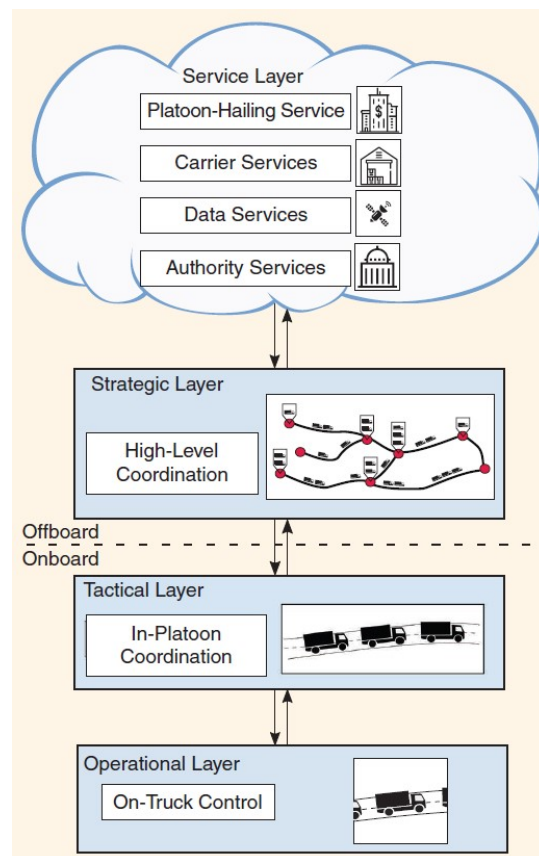 Service Layer
Platoon-Hailing Service
$
Carrier Services
Data Services
Authority Services
Strategic Layer
High-Level
Coordination
Offboard
Onboard
Tactical Layer
In-Platoon
Coordination
Operational Layer
On-Truck Control